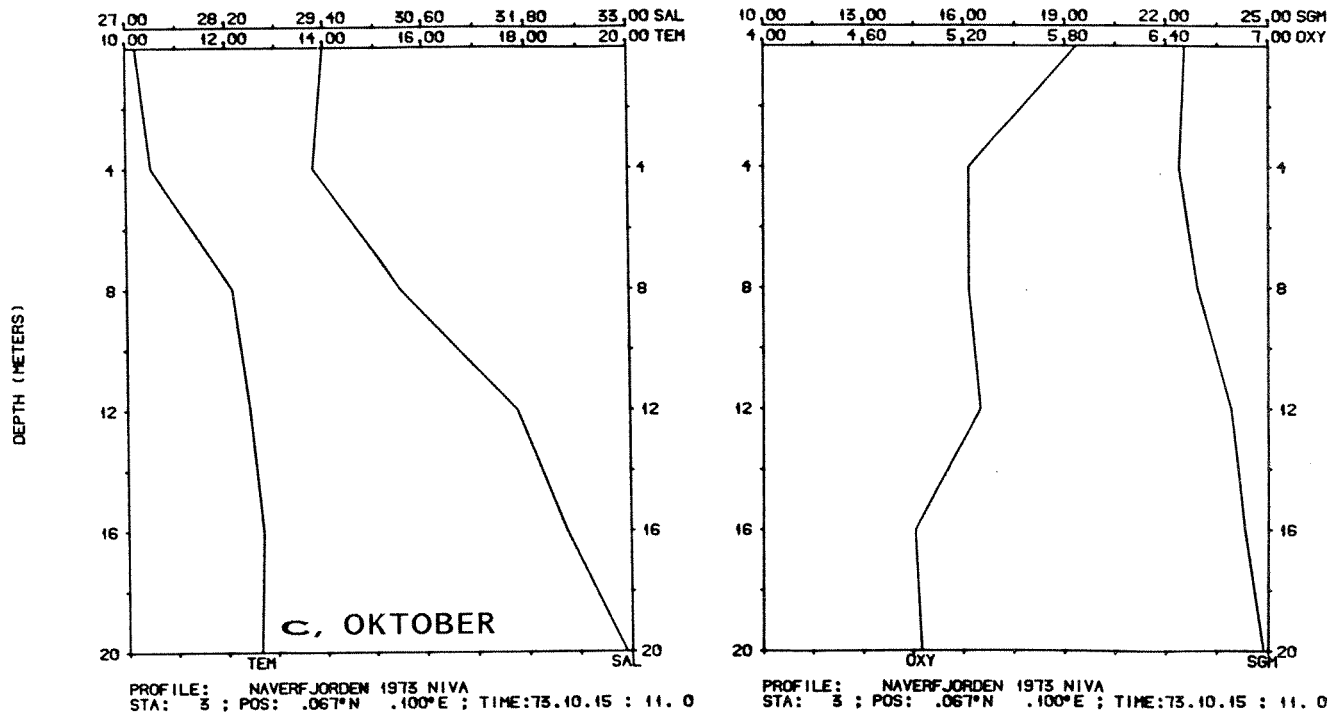 27.00 28.20 29.40 30.60 31.80 33.00 SAL
10.00 12.00 14.00 16.00 18.00 20.00 TEM
4 4
8 8
12 12
16 16
20 20
DEPTH (METERS)
c, OKTOBER
TEM SAL
PROFILE: NAVERFJORDEN 1973 NIVA
STA: 3 ; POS: .067°N .100°E ; TIME:73.10.15 : 11. 0
10.00 13.00 16.00 19.00 22.00 25.00 SGM
4.00 4.60 5.20 5.80 6.40 7.00 OXY
4 4
8 8
12 12
16 16
20 20
OXY SGM
PROFILE: NAVERFJORDEN 1973 NIVA
STA: 3 ; POS: .067°N .100°E ; TIME:73.10.15 : 11. 0